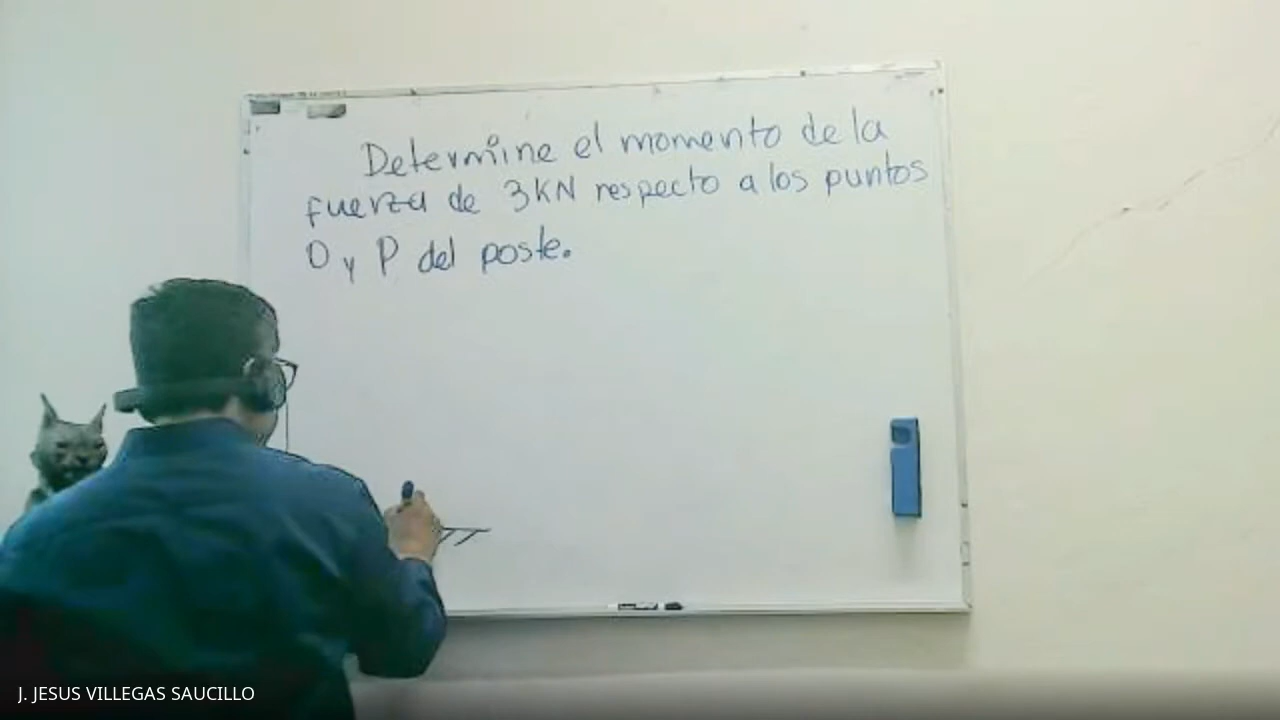 Determine el momento de la
fuerza de 3KN respecto a los puntos
O y P del poste.
J. JESUS VILLEGAS SAUCILLO